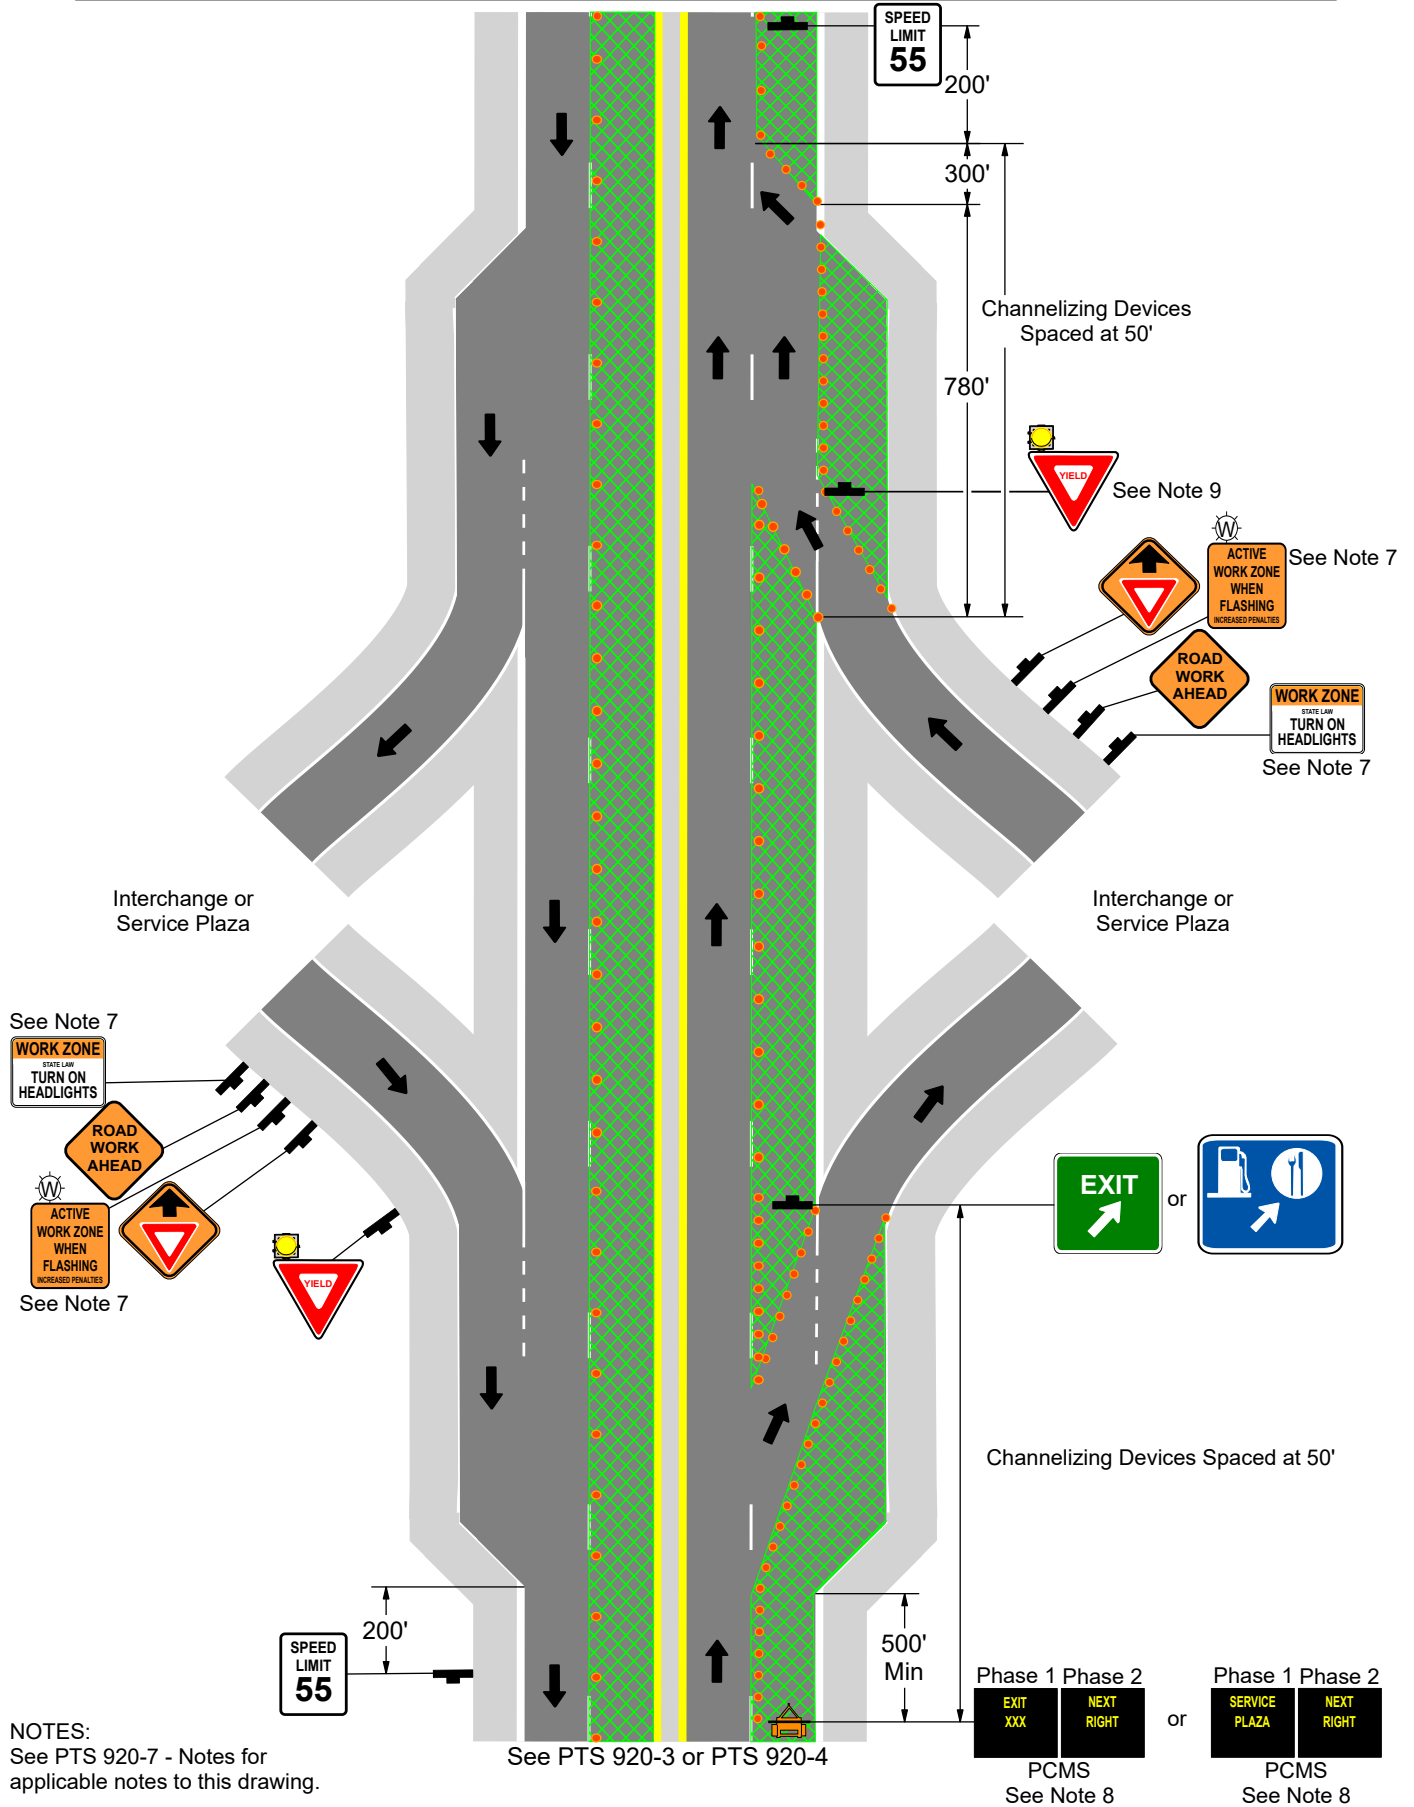 SPEED
LIMIT
55
200'
300'
Channelizing Devices
Spaced at 50'
780'
YIELD
See Note 9
W
ACTIVE
WORK ZONE
WHEN
FLASHING
INCREASED PENALTIES
See Note 7
ROAD
WORK
AHEAD
WORK ZONE
STATE LAW
TURN ON
HEADLIGHTS
See Note 7
Interchange or
Service Plaza
Interchange or
Service Plaza
See Note 7
WORK ZONE
STATE LAW
TURN ON
HEADLIGHTS
ROAD
WORK
AHEAD
W
ACTIVE
WORK ZONE
WHEN
FLASHING
INCREASED PENALTIES
See Note 7
YIELD
EXIT
or
Channelizing Devices Spaced at 50'
200'
SPEED
LIMIT
55
500'
Min
Phase 1 Phase 2
EXIT
XXX
NEXT
RIGHT
PCMS
See Note 8
or
Phase 1 Phase 2
SERVICE
PLAZA
NEXT
RIGHT
PCMS
See Note 8
See PTS 920-3 or PTS 920-4
NOTES:
See PTS 920-7 - Notes for
applicable notes to this drawing.